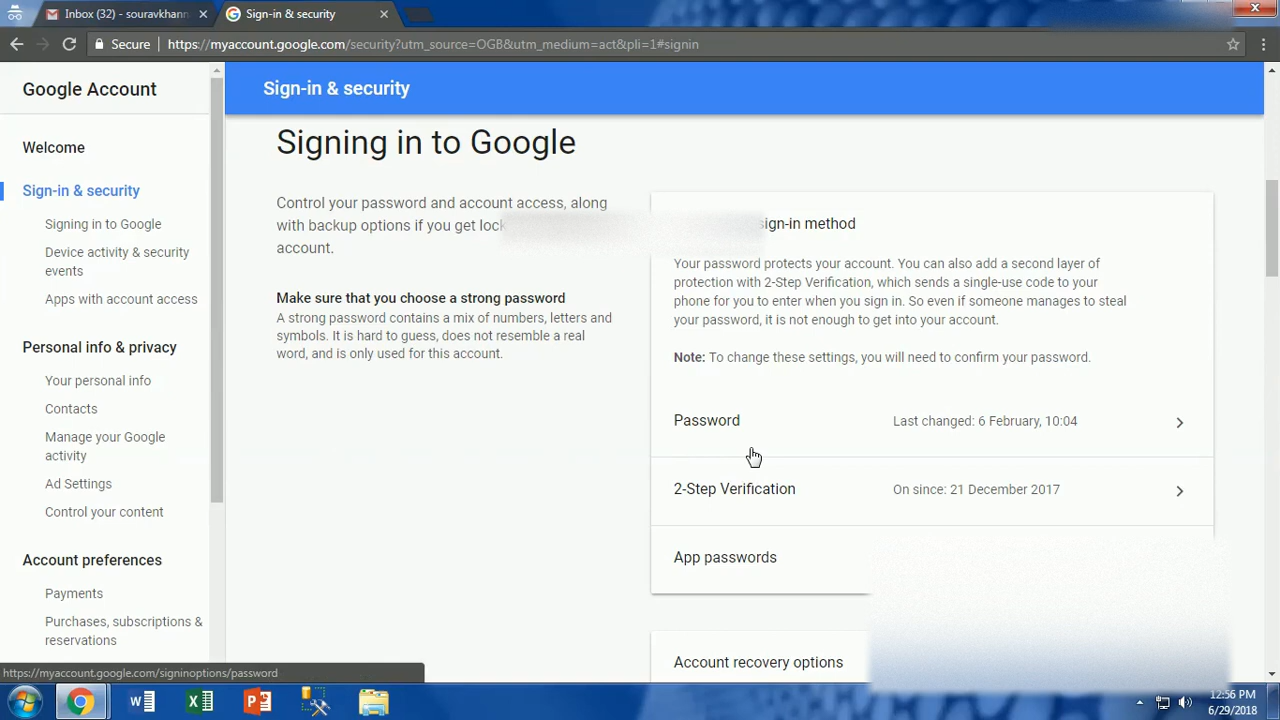 Inbox (32) - souravkhann
Sign-in & security
Secure
https://myaccount.google.com/security?utm_source=OGB&utm_medium=act&pli=1#signin
Google Account
Welcome
Sign-in & security
Signing in to Google
Device activity & security
events
Apps with account access
Personal info & privacy
Your personal info
Contacts
Manage your Google
activity
Ad Settings
Control your content
Account preferences
Payments
Purchases, subscriptions &
reservations
Sign-in & security
Signing in to Google
Control your password and account access, along
with backup options if you get
account.
Make sure that you choose a strong password
A strong password contains a mix of numbers, letters and
symbols. It is hard to guess, does not resemble a real
word, and is only used for this account.
sign-in method
Your password protects your account. You can also add a second layer of
protection with 2-Step Verification, which sends a single-use code to your
phone for you to enter when you sign in. So even if someone manages to steal
your password, it is not enough to get into your account.
Note: To change these settings, you will need to confirm your password.
Password
Last changed: 6 February, 10:04
2-Step Verification
On since: 21 December 2017
App passwords
Account recovery options
https://myaccount.google.com/signinoptions/password
12:56 PM
6/29/2018